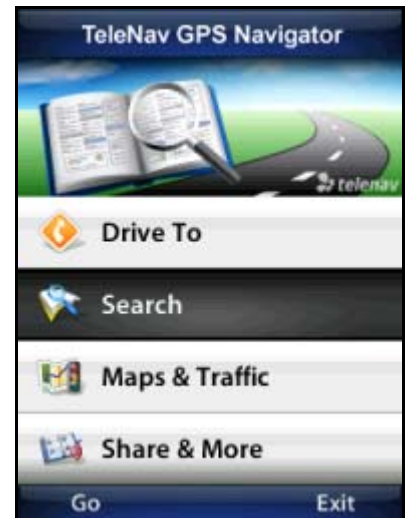 TeleNav GPS Navigator
telenav
Drive To
Search
Maps & Traffic
Share & More
Go Exit